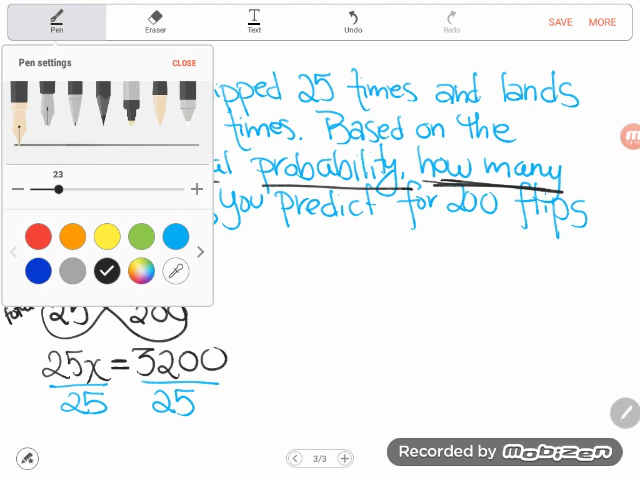 Pen
Eraser
Text
Undo
Redo
SAVE
MORE
Pen settings
CLOSE
23
ipped 25 times and lands
times. Based on the
al probability, how many
you predict for 200 flips
25 200
25x = 3200
25 25
3/3
Recorded by
mobizen